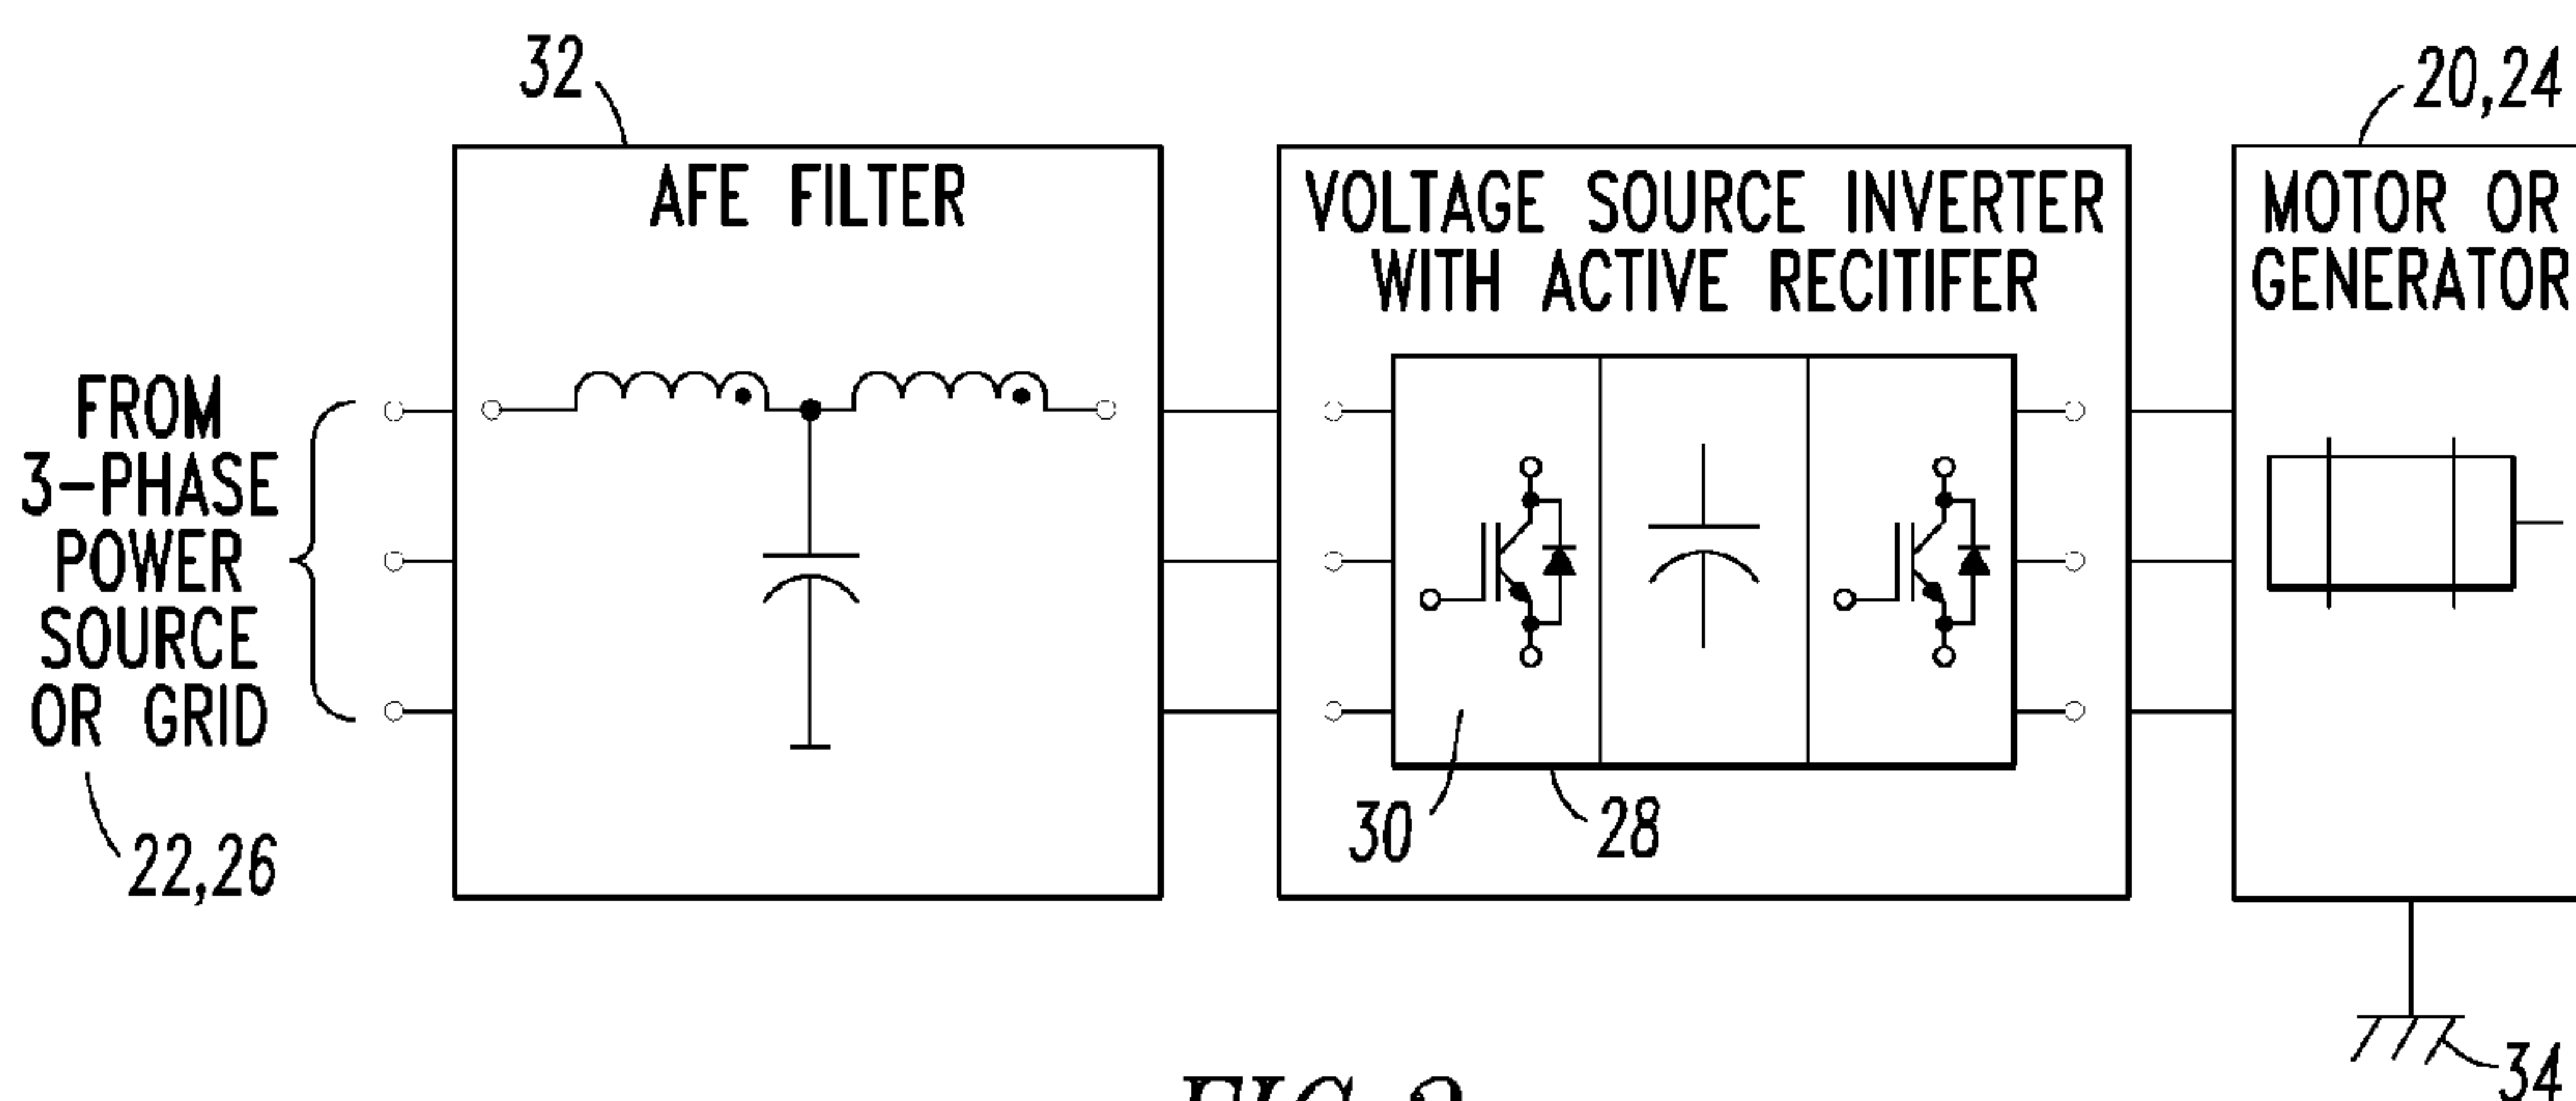 32
20,24
AFE FILTER
VOLTAGE SOURCE INVERTER
WITH ACTIVE RECITIFER
MOTOR OR
GENERATOR
FROM
3-PHASE
POWER
SOURCE
OR GRID
22,26
30
28
34